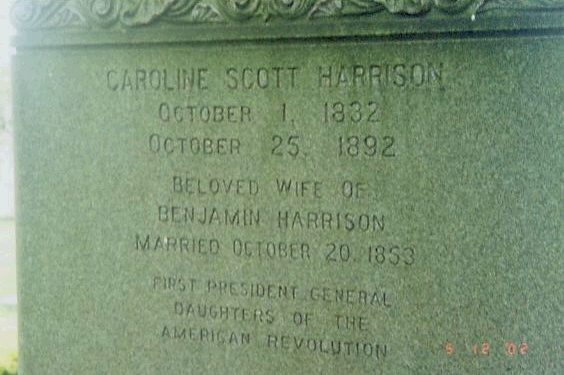 CAROLINE SCOTT HARRISON
OCTOBER 1, 1832
OCTOBER 25, 1892
BELOVED WIFE OF
BENJAMIN HARRISON
MARRIED OCTOBER 20, 1853
FIRST PRESIDENT GENERAL
DAUGHTERS OF THE
AMERICAN REVOLUTION
5 12 02